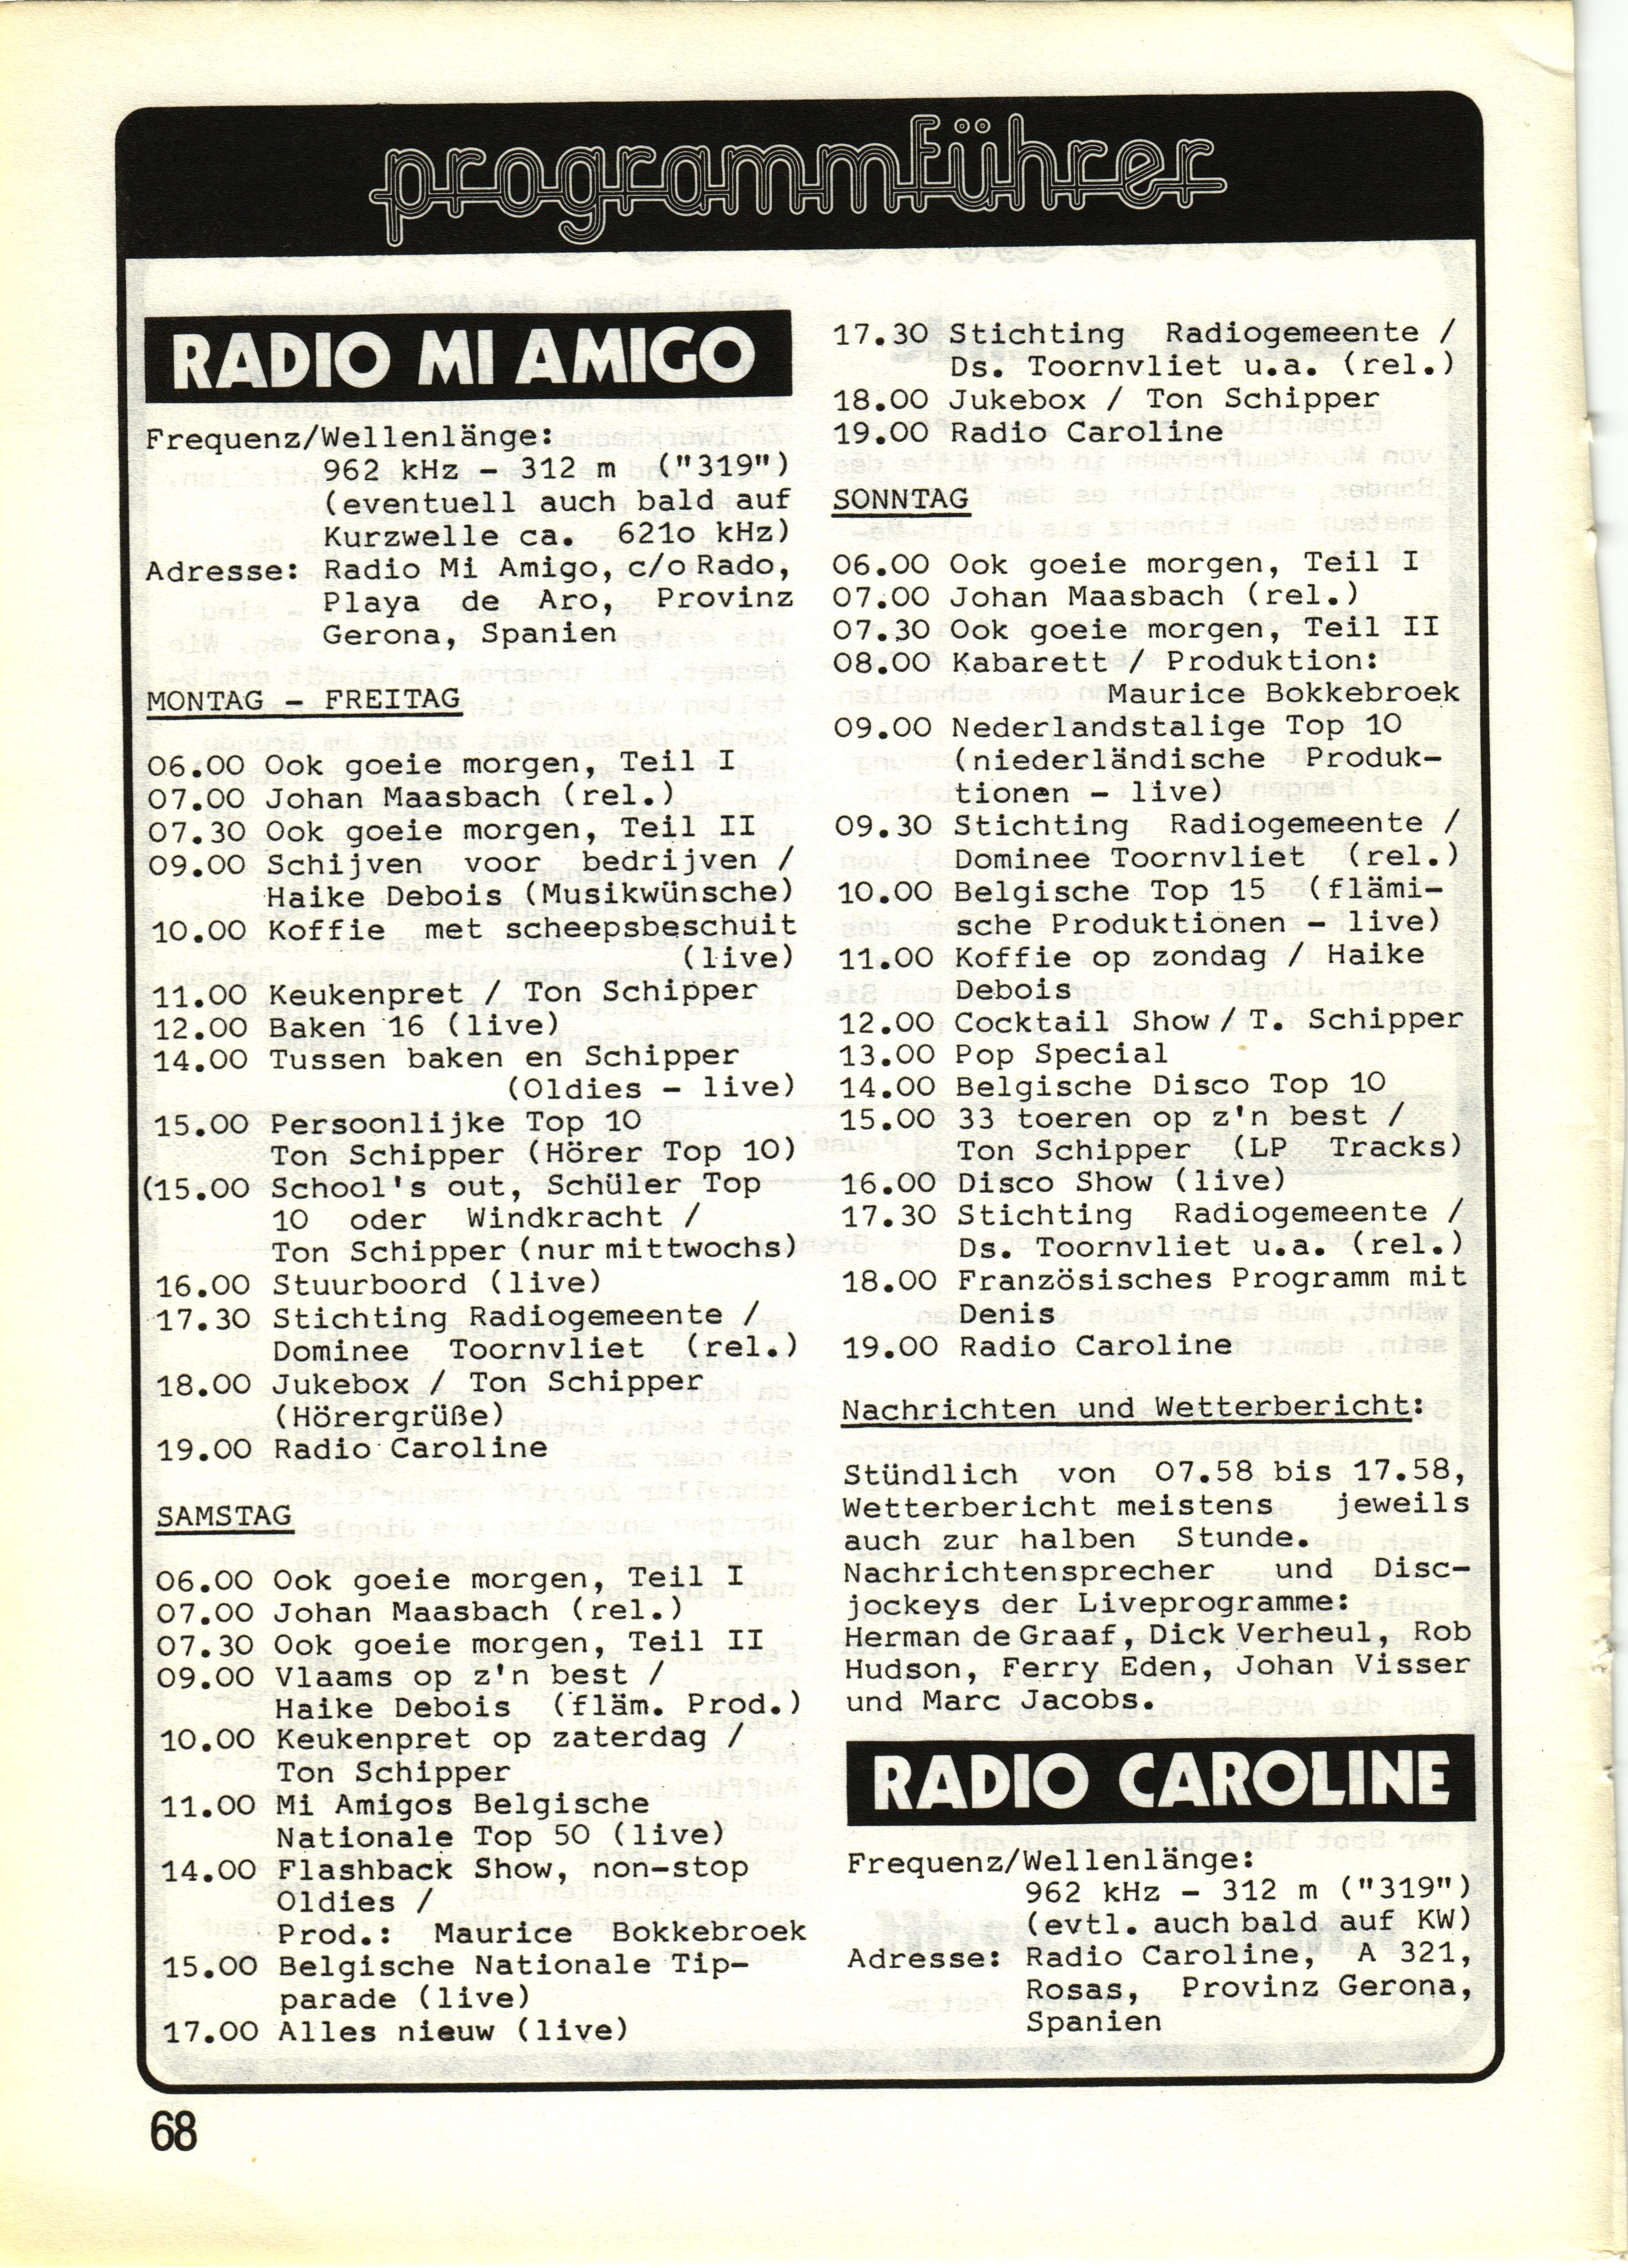 programmführer
RADIO MI AMIGO
Frequenz/Wellenlänge:
962 kHz - 312 m ("319")
(eventuell auch bald auf
Kurzwelle ca. 621o kHz)
Adresse: Radio Mi Amigo, c/o Rado,
Playa de Aro, Provinz
Gerona, Spanien
MONTAG - FREITAG
06.00 Ook goeie morgen, Teil I
07.00 Johan Maasbach (rel.)
07.30 Ook goeie morgen, Teil II
09.00 Schijven voor bedrijven /
Haike Debois (Musikwünsche)
10.00 Koffie met scheepsbeschuit
(live)
11.00 Keukenpret / Ton Schipper
12.00 Baken 16 (live)
14.00 Tussen baken en Schipper
(Oldies - live)
15.00 Persoonlijke Top 10
Ton Schipper (Hörer Top 10)
(15.00 School's out, Schüler Top
10 oder Windkracht /
Ton Schipper (nur mittwochs)
16.00 Stuurboord (live)
17.30 Stichting Radiogemeente /
Dominee Toornvliet (rel.)
18.00 Jukebox / Ton Schipper
(Hörergrüße)
19.00 Radio Caroline
SAMSTAG
06.00 Ook goeie morgen, Teil I
07.00 Johan Maasbach (rel.)
07.30 Ook goeie morgen, Teil II
09.00 Vlaams op z'n best /
Haike Debois (fläm. Prod.)
10.00 Keukenpret op zaterdag /
Ton Schipper
11.00 Mi Amigos Belgische
Nationale Top 50 (live)
14.00 Flashback Show, non-stop
Oldies /
Prod.: Maurice Bokkebroek
15.00 Belgische Nationale Tip-
parade (live)
17.00 Alles nieuw (live)
17.30 Stichting Radiogemeente /
Ds. Toornvliet u.a. (rel.)
18.00 Jukebox / Ton Schipper
19.00 Radio Caroline
SONNTAG
06.00 Ook goeie morgen, Teil I
07.00 Johan Maasbach (rel.)
07.30 Ook goeie morgen, Teil II
08.00 Kabarett / Produktion:
Maurice Bokkebroek
09.00 Nederlandstalige Top 10
(niederländische Produk-
tionen - live)
09.30 Stichting Radiogemeente /
Dominee Toornvliet (rel.)
10.00 Belgische Top 15 (flämi-
sche Produktionen - live)
11.00 Koffie op zondag / Haike
Debois
12.00 Cocktail Show / T. Schipper
13.00 Pop Special
14.00 Belgische Disco Top 10
15.00 33 toeren op z'n best /
Ton Schipper (LP Tracks)
16.00 Disco Show (live)
17.30 Stichting Radiogemeente /
Ds. Toornvliet u.a. (rel.)
18.00 Französisches Programm mit
Denis
19.00 Radio Caroline
Nachrichten und Wetterbericht:
Stündlich von 07.58 bis 17.58,
Wetterbericht meistens jeweils
auch zur halben Stunde.
Nachrichtensprecher und Disc-
jockeys der Liveprogramme:
Herman de Graaf, Dick Verheul, Rob
Hudson, Ferry Eden, Johan Visser
und Marc Jacobs.
RADIO CAROLINE
Frequenz/Wellenlänge:
962 kHz - 312 m ("319")
(evtl. auch bald auf KW)
Adresse: Radio Caroline, A 321,
Rosas, Provinz Gerona,
Spanien
68